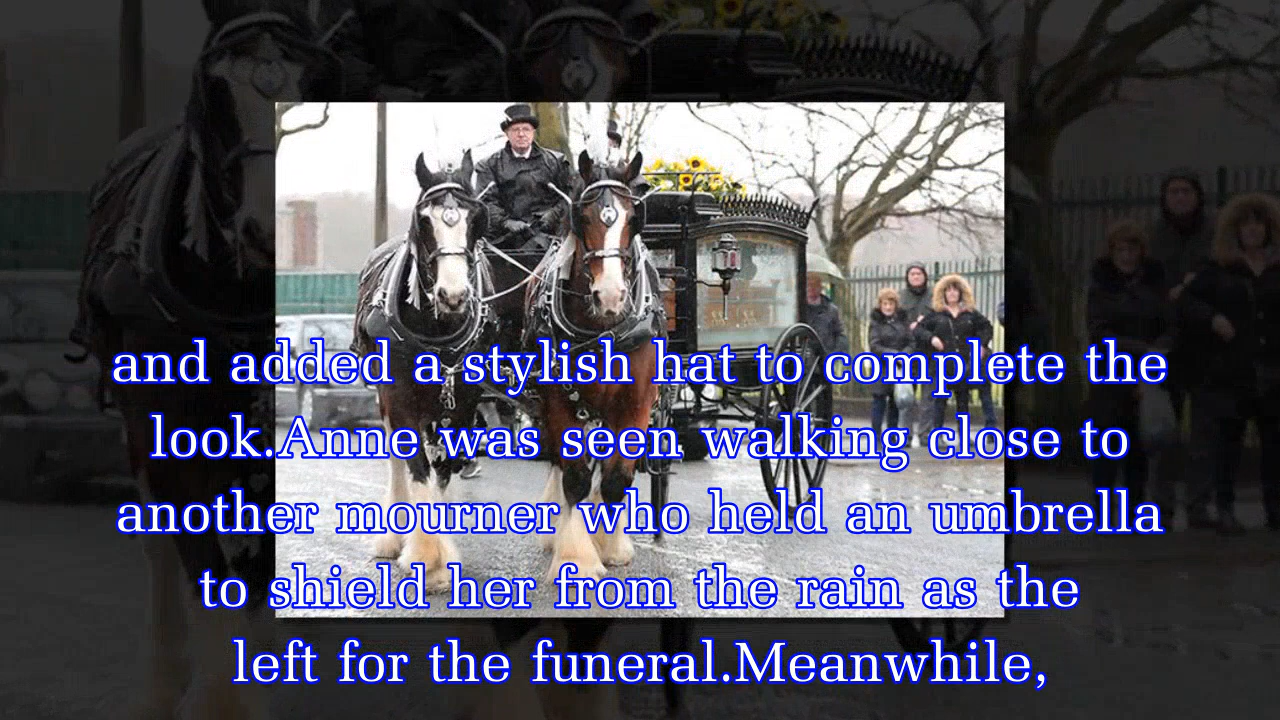 and added a stylish hat to complete the
look.Anne was seen walking close to
another mourner who held an umbrella
to shield her from the rain as the
left for the funeral.Meanwhile,